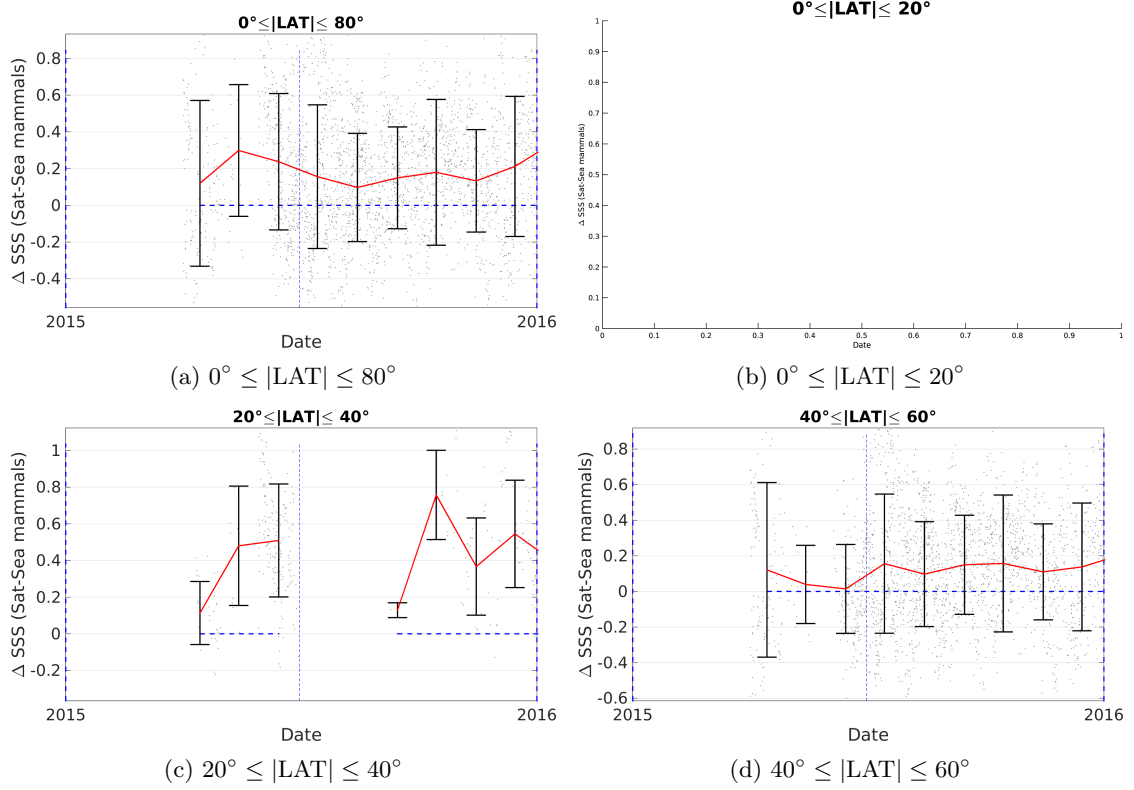 0°≤|LAT|≤ 80°
Δ SSS (Sat-Sea mammals)
0.8
0.6
0.4
0.2
0
-0.2
-0.4
2015
2016
Date
(a) 0° ≤ |LAT| ≤ 80°
0°≤|LAT|≤ 20°
Δ SSS (Sat-Sea mammals)
1
0.9
0.8
0.7
0.6
0.5
0.4
0.3
0.2
0.1
0
0 0.1 0.2 0.3 0.4 0.5 0.6 0.7 0.8 0.9 1
Date
(b) 0° ≤ |LAT| ≤ 20°
20°≤|LAT|≤ 40°
Δ SSS (Sat-Sea mammals)
1
0.8
0.6
0.4
0.2
0
-0.2
2015
2016
Date
(c) 20° ≤ |LAT| ≤ 40°
40°≤|LAT|≤ 60°
Δ SSS (Sat-Sea mammals)
0.8
0.6
0.4
0.2
0
-0.2
-0.4
-0.6
2015
2016
Date
(d) 40° ≤ |LAT| ≤ 60°